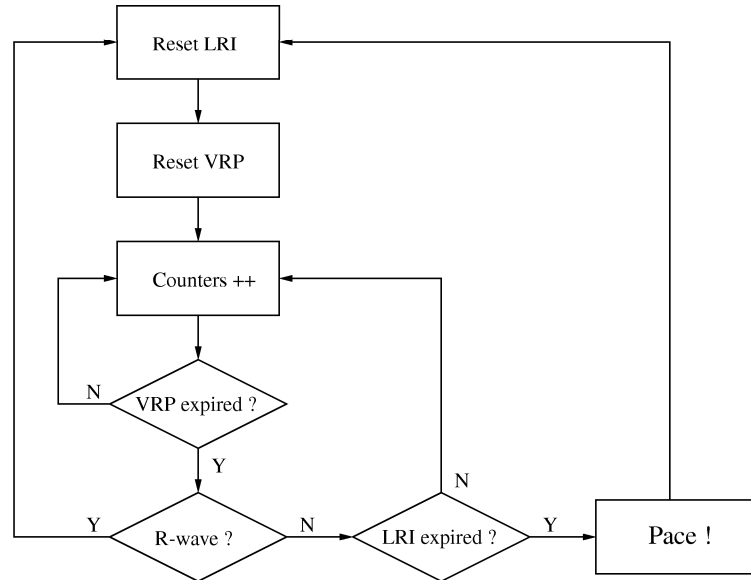 Reset LRI
Reset VRP
Counters ++
N
VRP expired ?
Y
N
Y
R-wave ?
N
LRI expired ?
Y
Pace !